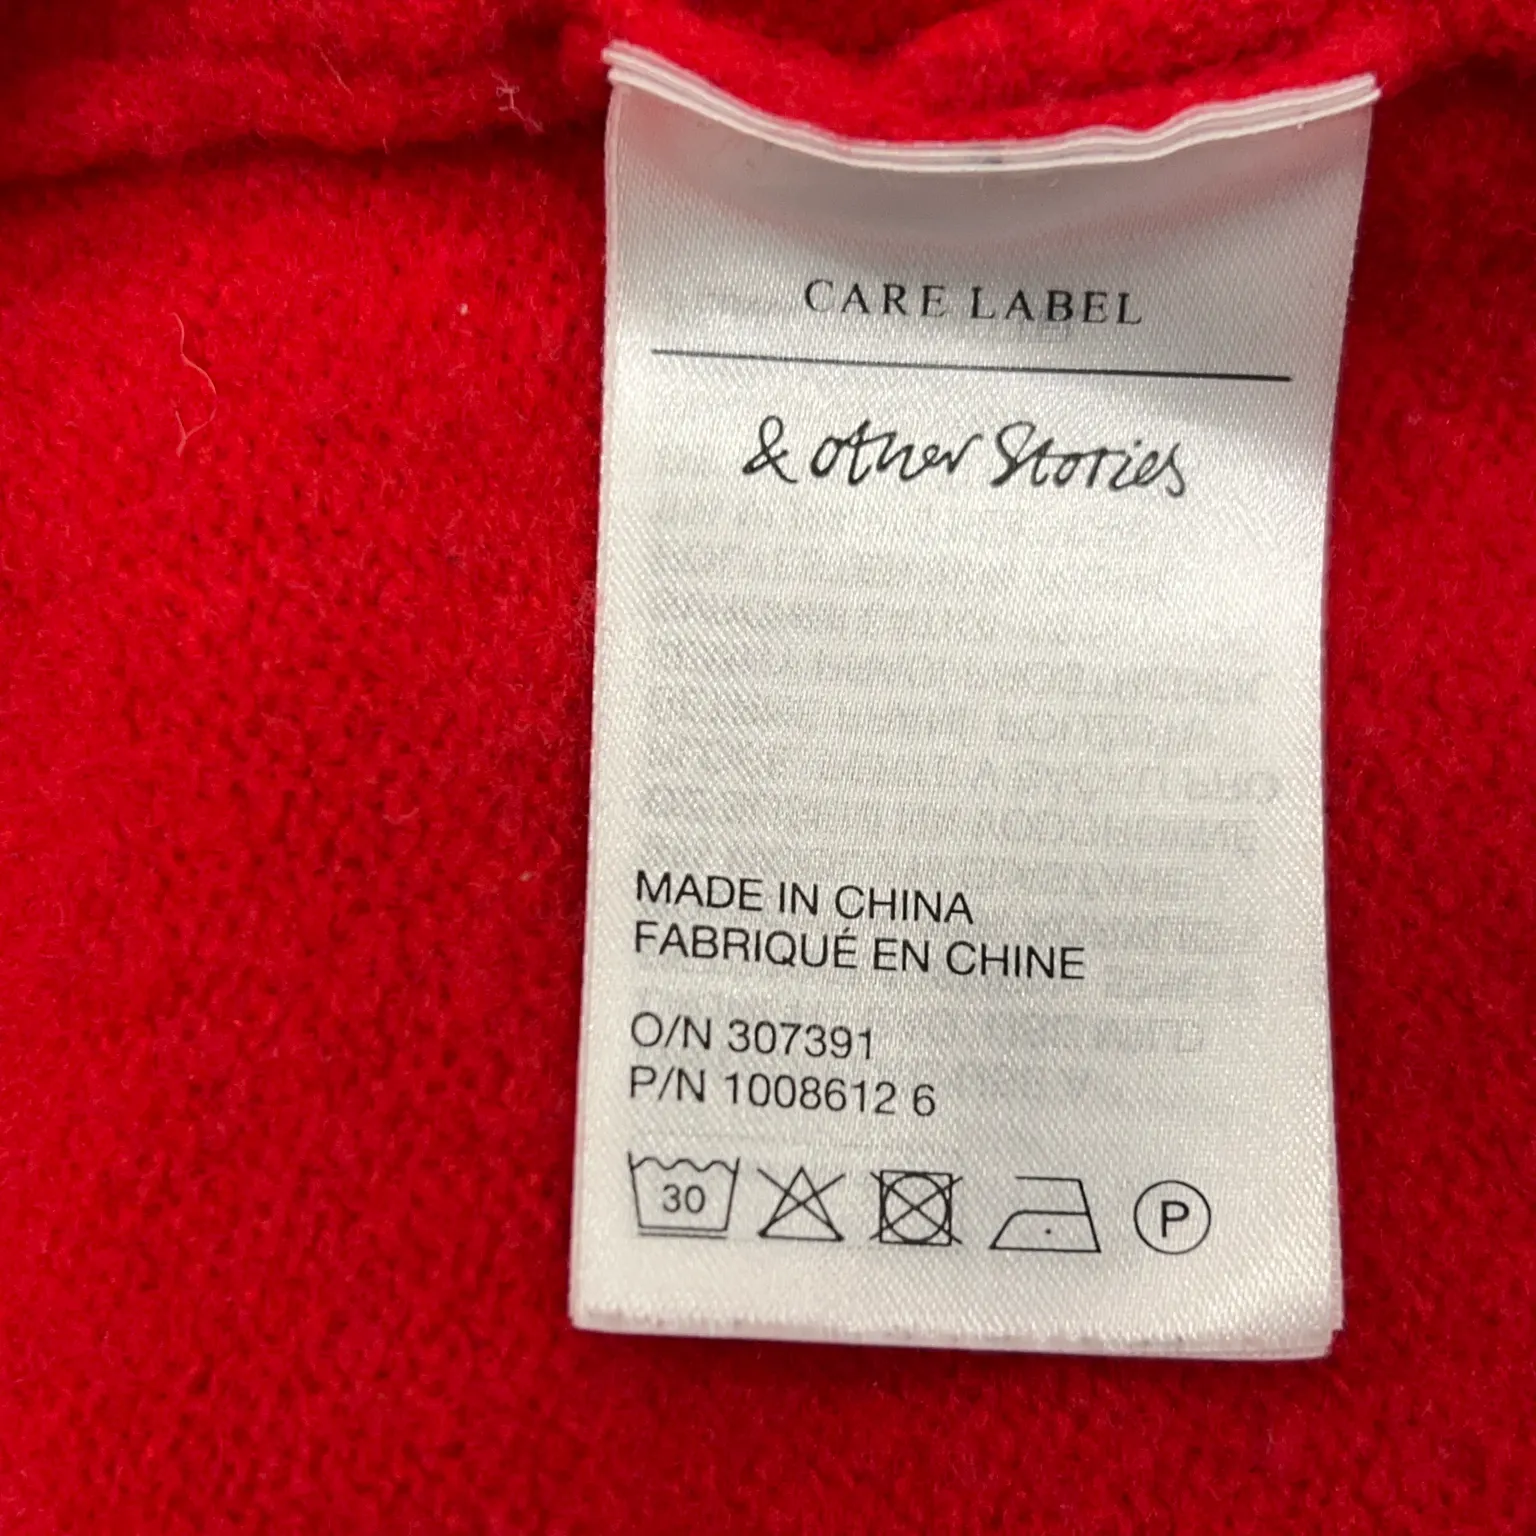 CARE LABEL
& other Stories
MADE IN CHINA
FABRIQUÉ EN CHINE
O/N 307391
P/N 1008612 6
30
P